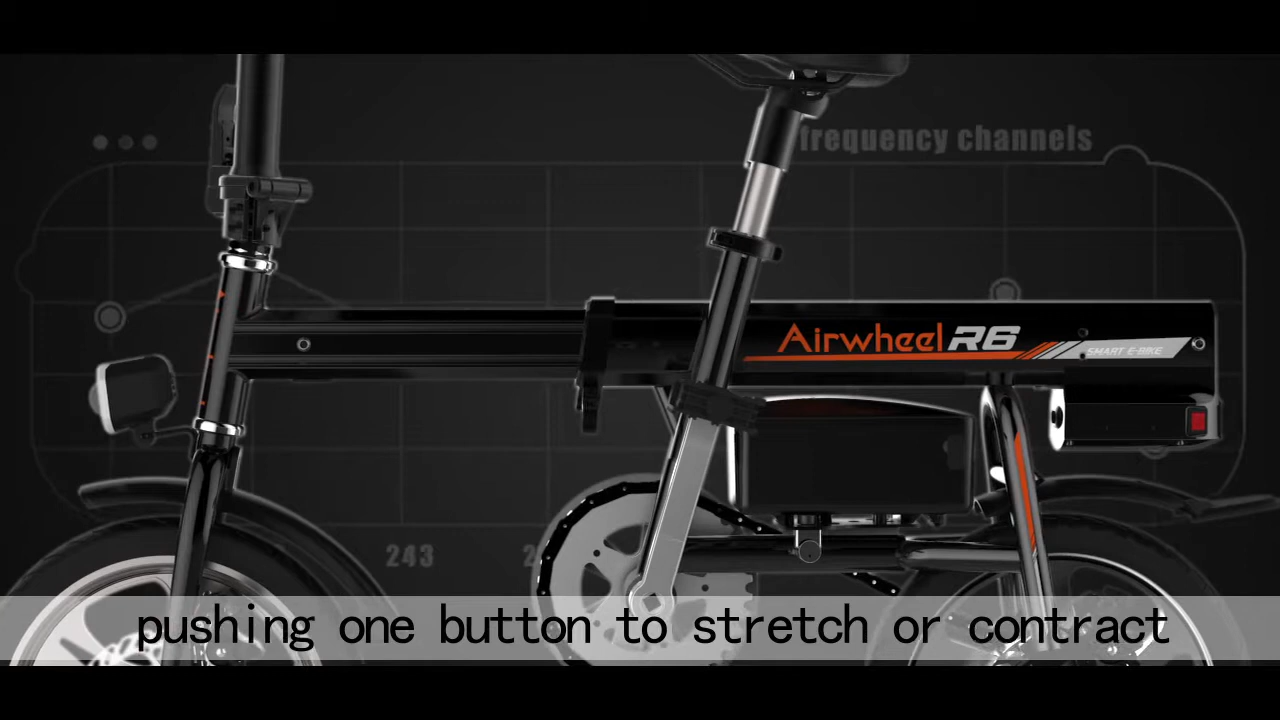 frequency channels
Airwheel R6
SMART E-BIKE
243
pushing one button to stretch or contract